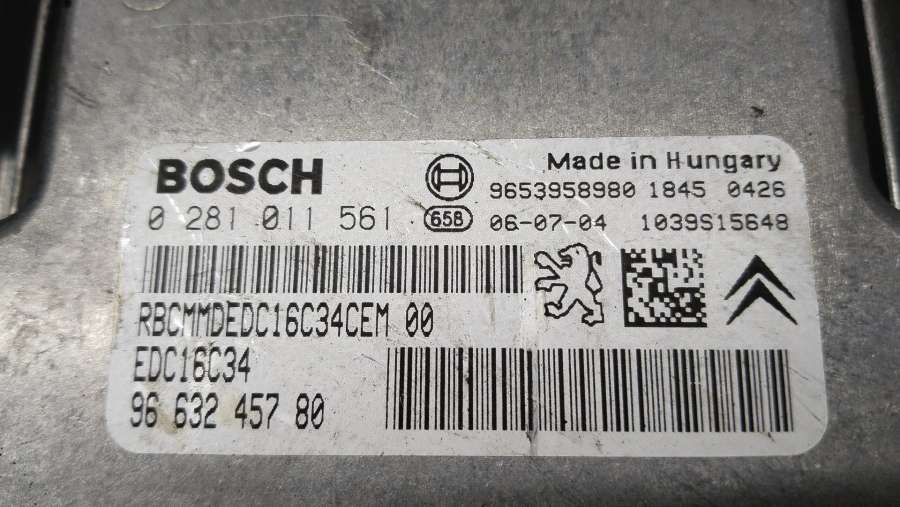 BOSCH
Made in Hungary
9653958980 1845 0426
0 281 011 561 658 06-07-04 1039S15648
RBCMMDEDC16C34CEM 00
EDC16C34
96 632 457 80